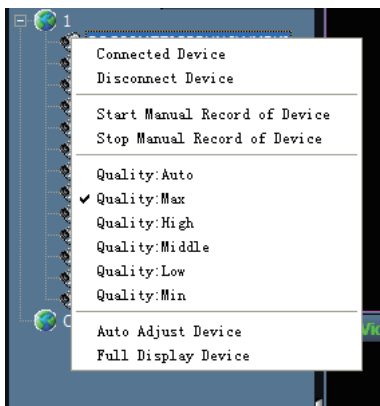 1
Connected Device
Disconnect Device
Start Manual Record of Device
Stop Manual Record of Device
Quality:Auto
Quality:Max
Quality:High
Quality:Middle
Quality:Low
Quality:Min
Auto Adjust Device
Full Display Device